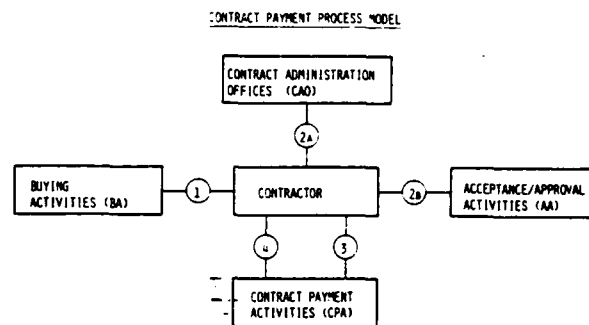 CONTRACT PAYMENT PROCESS MODEL
CONTRACT ADMINISTRATION
OFFICES (CAO)
2A
BUYING
ACTIVITIES (BA)
1
CONTRACTOR
2B
ACCEPTANCE/APPROVAL
ACTIVITIES (AA)
4
3
CONTRACT PAYMENT
ACTIVITIES (CPA)